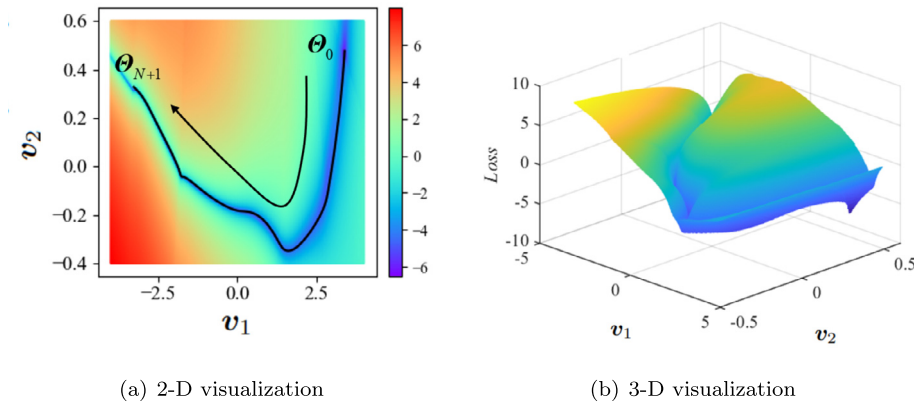 0.6
0.4
0.2
0.0
−0.2
−0.4
v2
Θ0
ΘN+1
−2.5 0.0 2.5
v1
6
4
2
0
−2
−4
−6
10
5
0
-5
-10
Loss
-5 0 5
v1
-0.5 0 0.5
v2
(a) 2-D visualization
(b) 3-D visualization